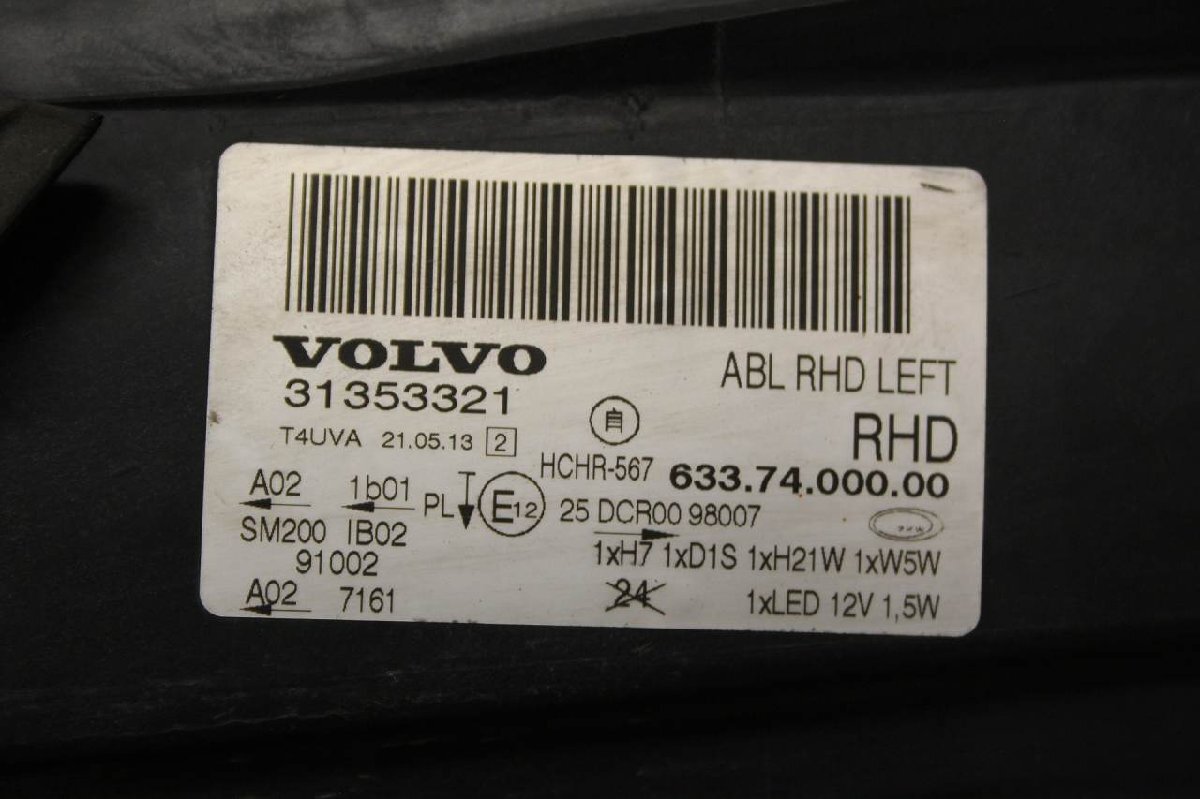 VOLVO
31353321
ABL RHD LEFT
RHD
T4UVA 21.05.13 2
自
HCHR-567 633.74.000.00
A02 1b01 PL E12 25 DCR00 98007
SM200 IB02
91002
1xH7 1xD1S 1xH21W 1xW5W
A02 7161
24
1xLED 12V 1,5W